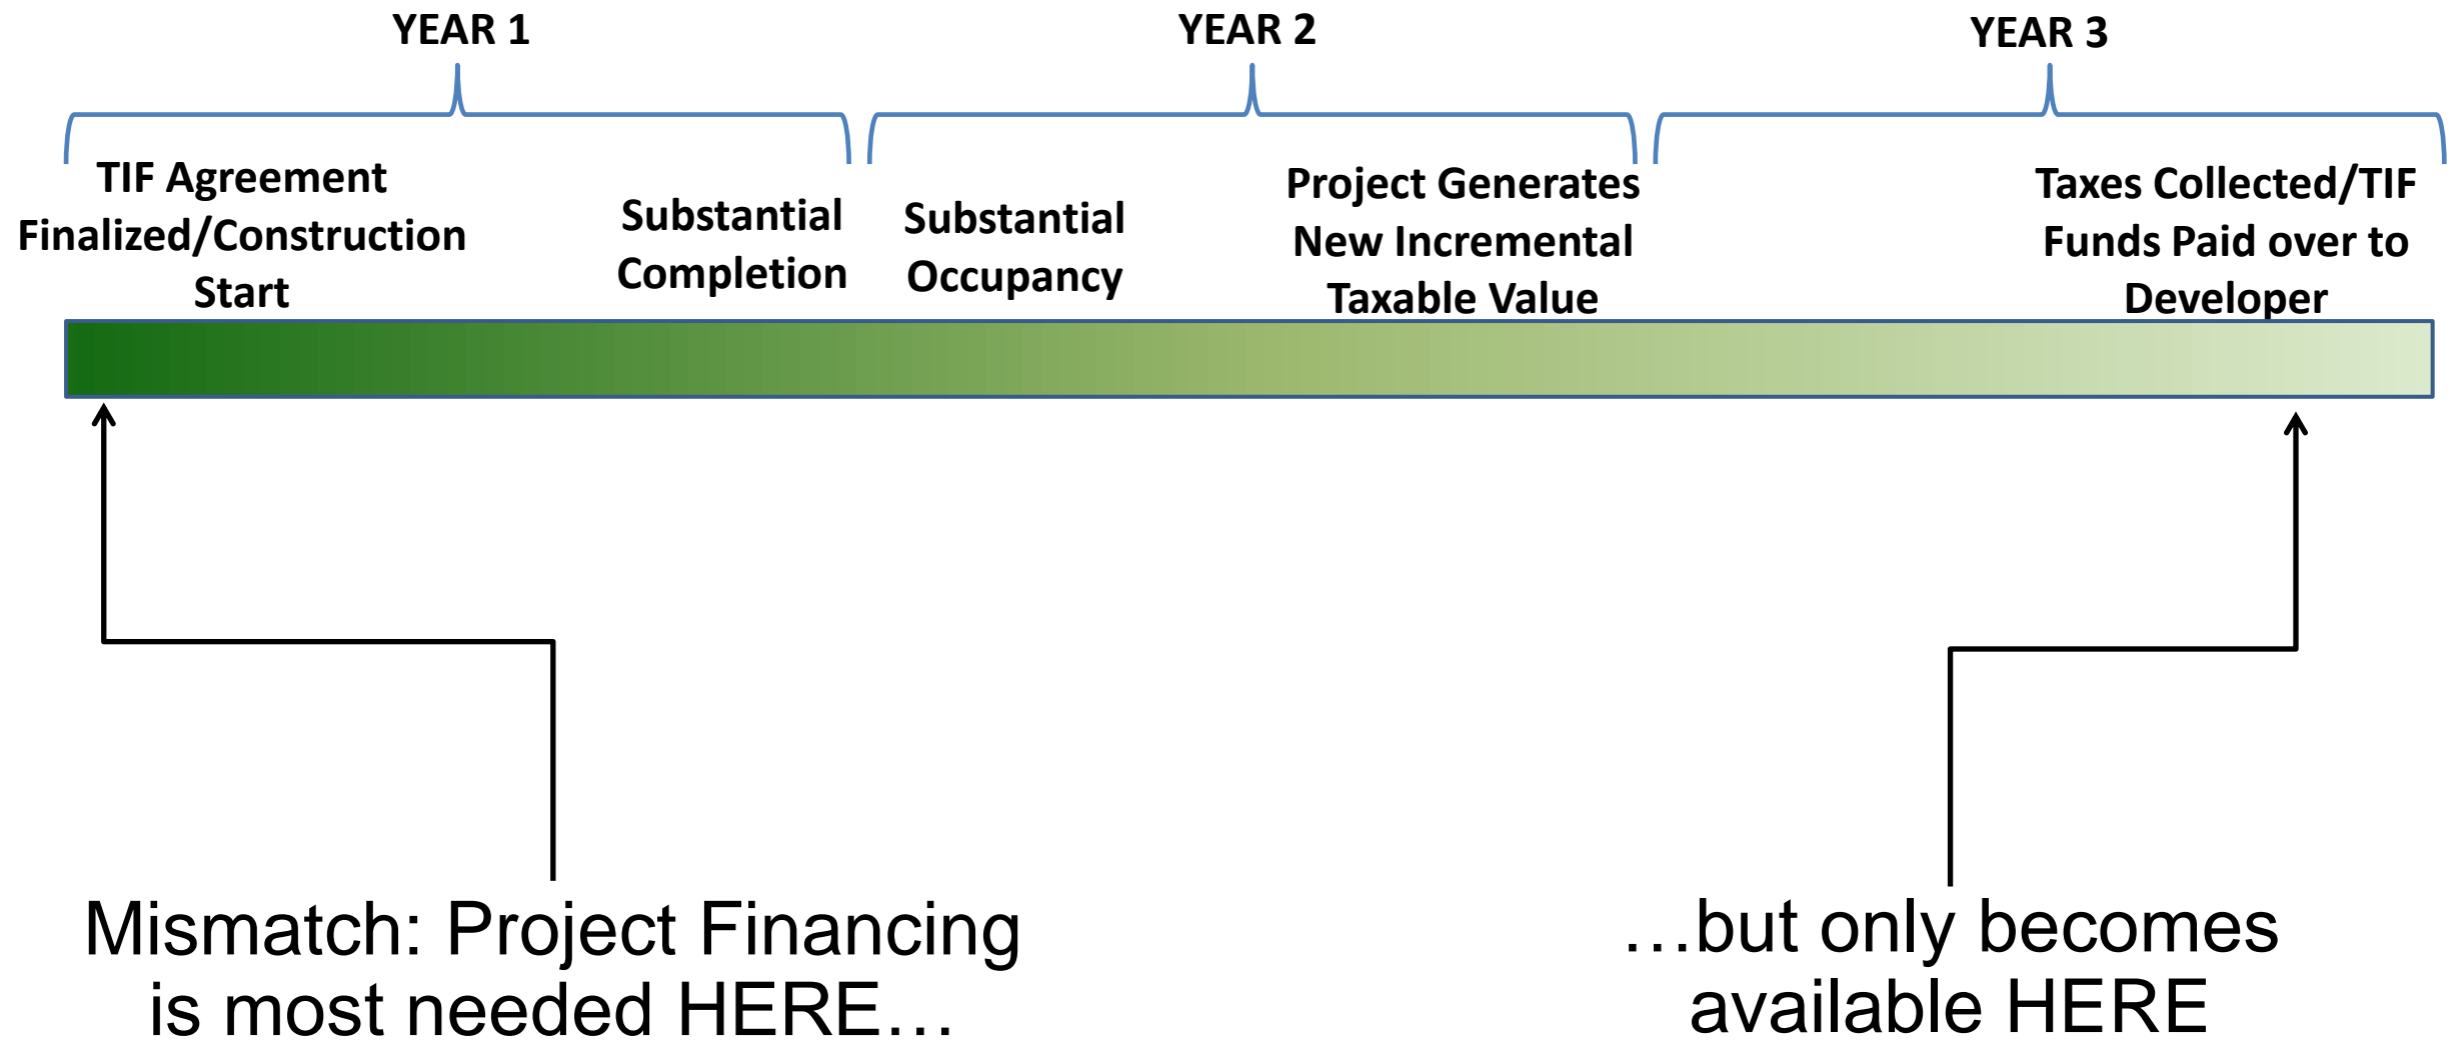 YEAR 1
YEAR 2
YEAR 3
TIF Agreement
Finalized/Construction
Start
Substantial
Completion
Substantial
Occupancy
Project Generates
New Incremental
Taxable Value
Taxes Collected/TIF
Funds Paid over to
Developer
Mismatch: Project Financing
is most needed HERE…
…but only becomes
available HERE